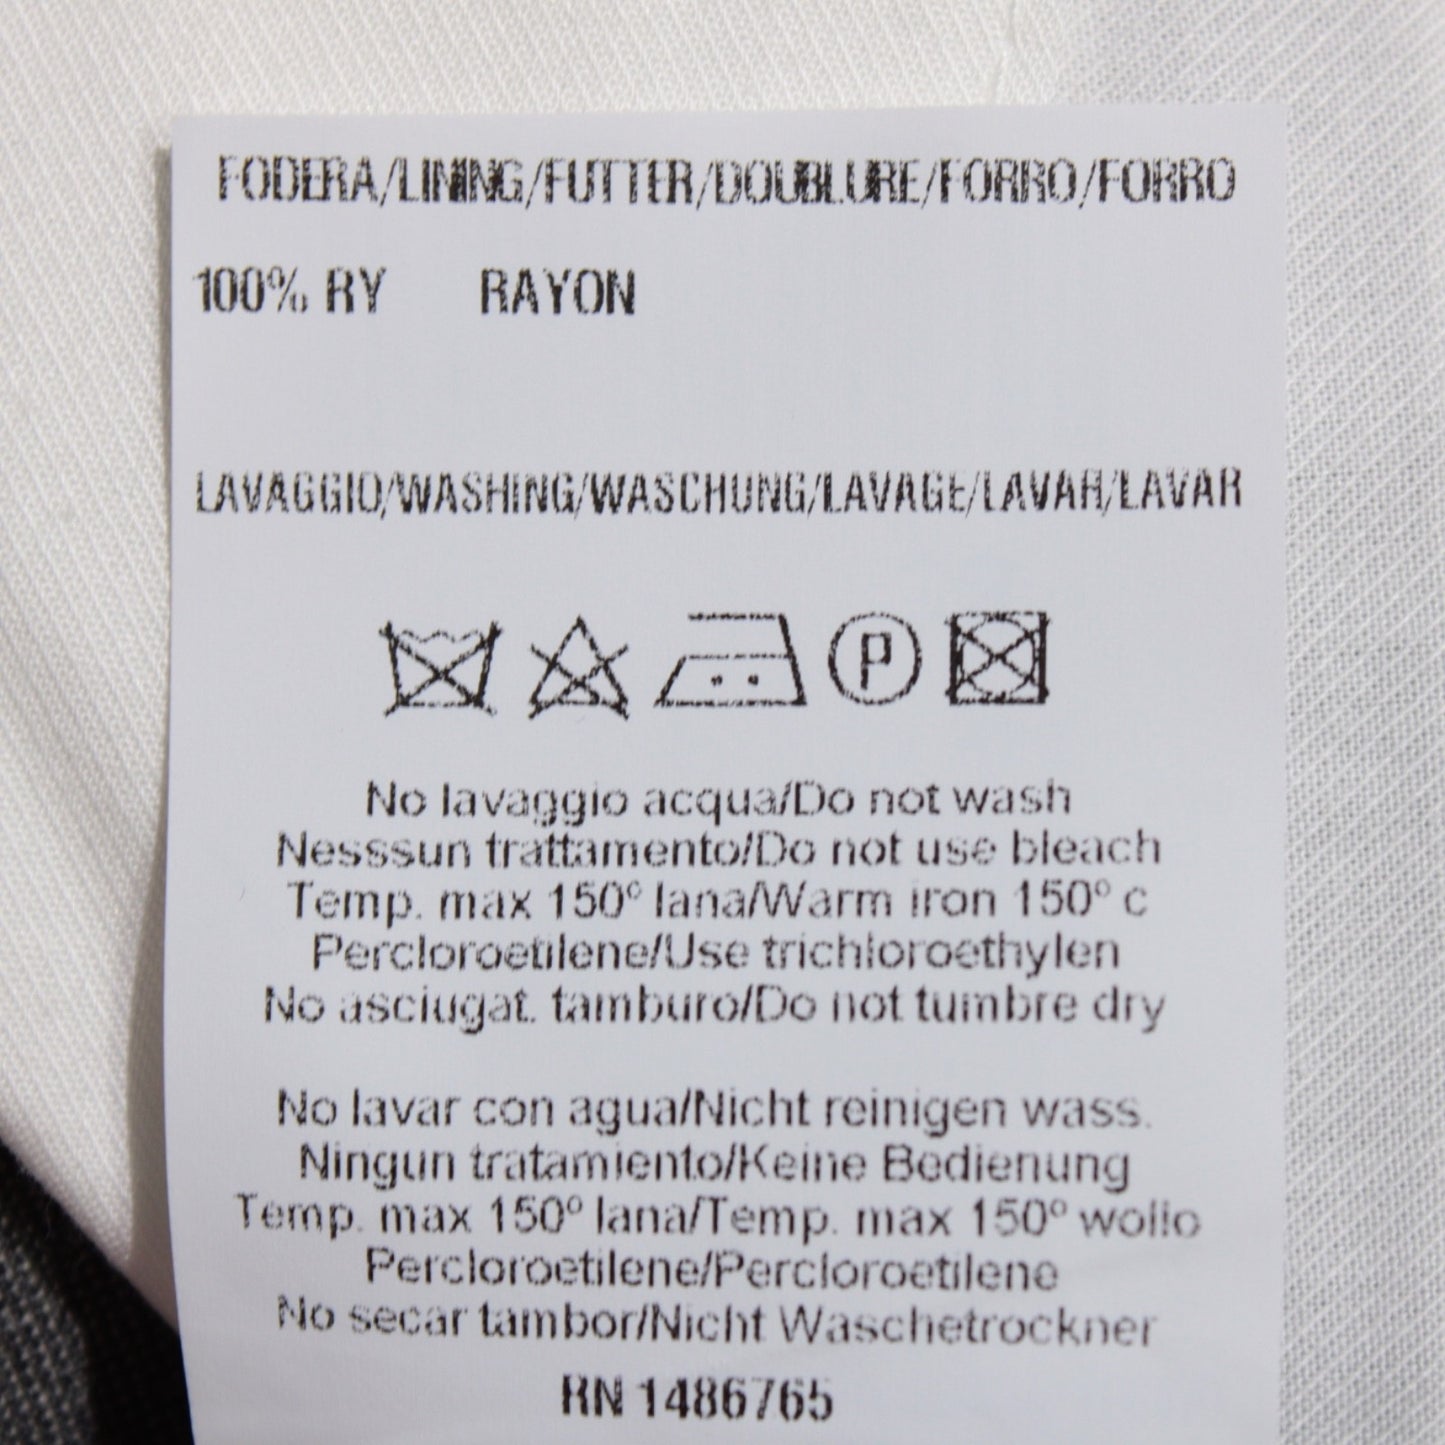 FODERA/LINING/FUTTER/DOUBLURE/FORRO/FORRO
100% RY RAYON
LAVAGGIO/WASHING/WASCHUNG/LAVAGE/LAVAR/LAVAR
P
No lavaggio acqua/Do not wash
Nesssun trattamento/Do not use bleach
Temp. max 150° lana/Warm iron 150° c
Percloroetilene/Use trichloroethylen
No asciugat. tamburo/Do not tumbre dry
No lavar con agua/Nicht reinigen wass.
Ningun tratamiento/Keine Bedienung
Temp. max 150° lana/Temp. max 150° wollo
Percloroetilene/Percloroetilene
No secar tambor/Nicht Waschetrockner
RN 1486765